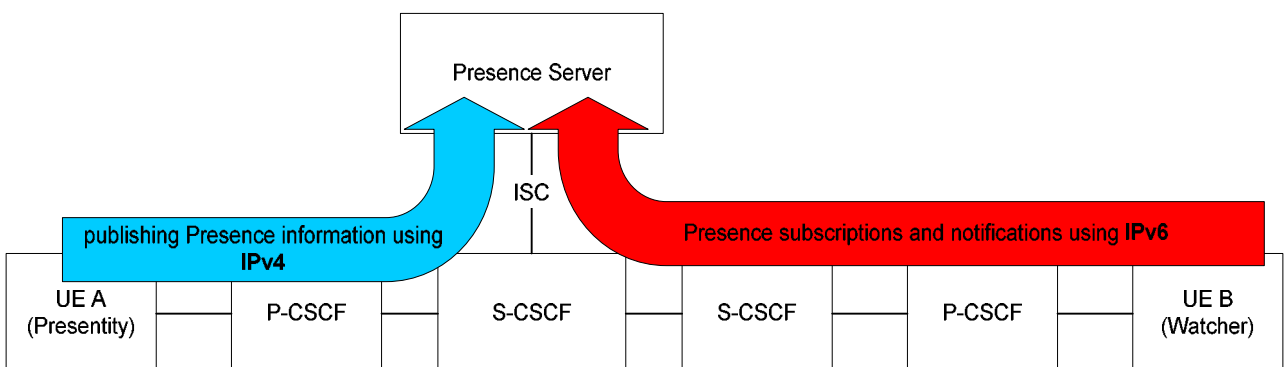 Presence Server
ISC
publishing Presence information using
IPv4
Presence subscriptions and notifications using IPv6
UE A
(Presentity)
P-CSCF
S-CSCF
S-CSCF
P-CSCF
UE B
(Watcher)